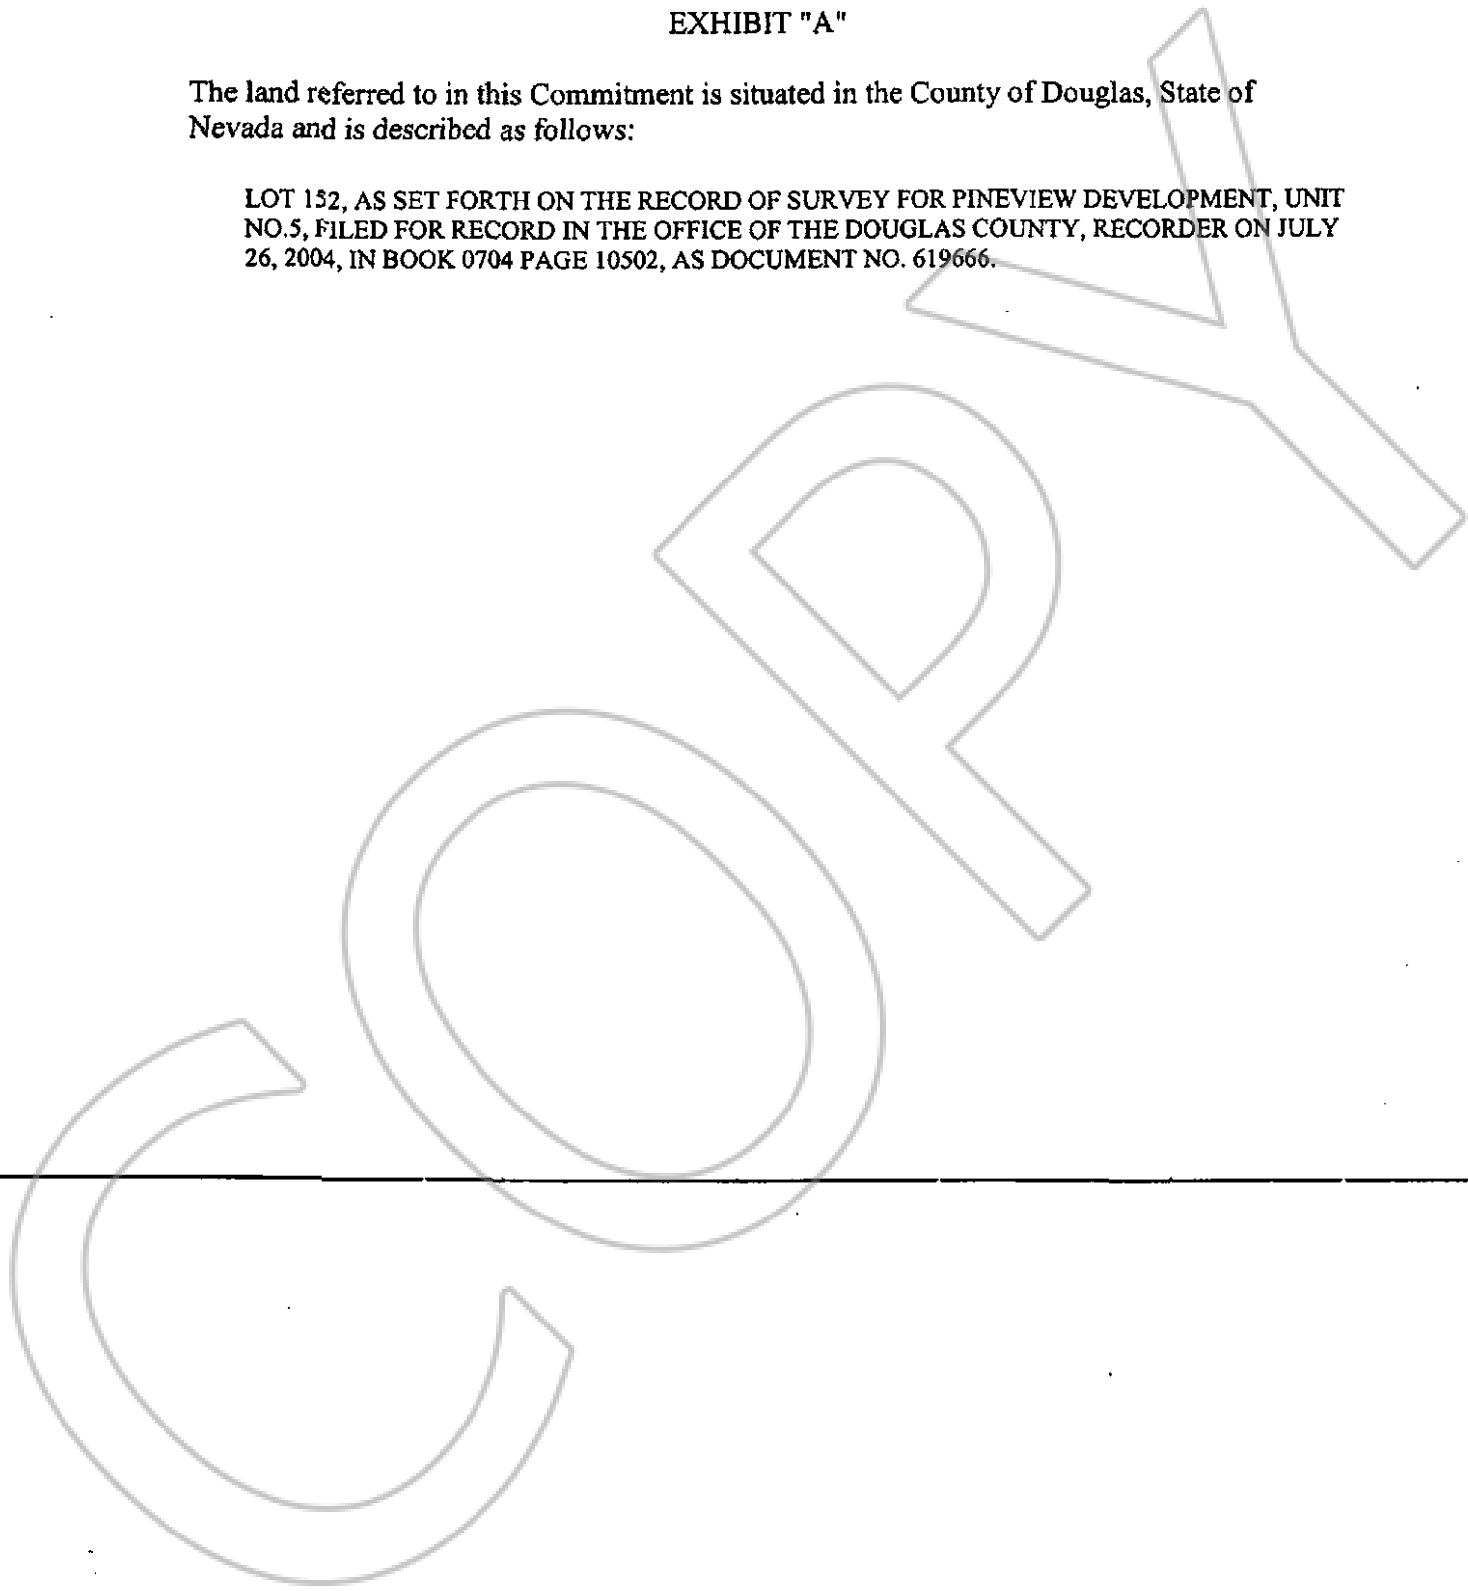 EXHIBIT "A"
The land referred to in this Commitment is situated in the County of Douglas, State of
Nevada and is described as follows:
LOT 152, AS SET FORTH ON THE RECORD OF SURVEY FOR PINEVIEW DEVELOPMENT, UNIT
NO.5, FILED FOR RECORD IN THE OFFICE OF THE DOUGLAS COUNTY, RECORDER ON JULY
26, 2004, IN BOOK 0704 PAGE 10502, AS DOCUMENT NO. 619666.
COPY